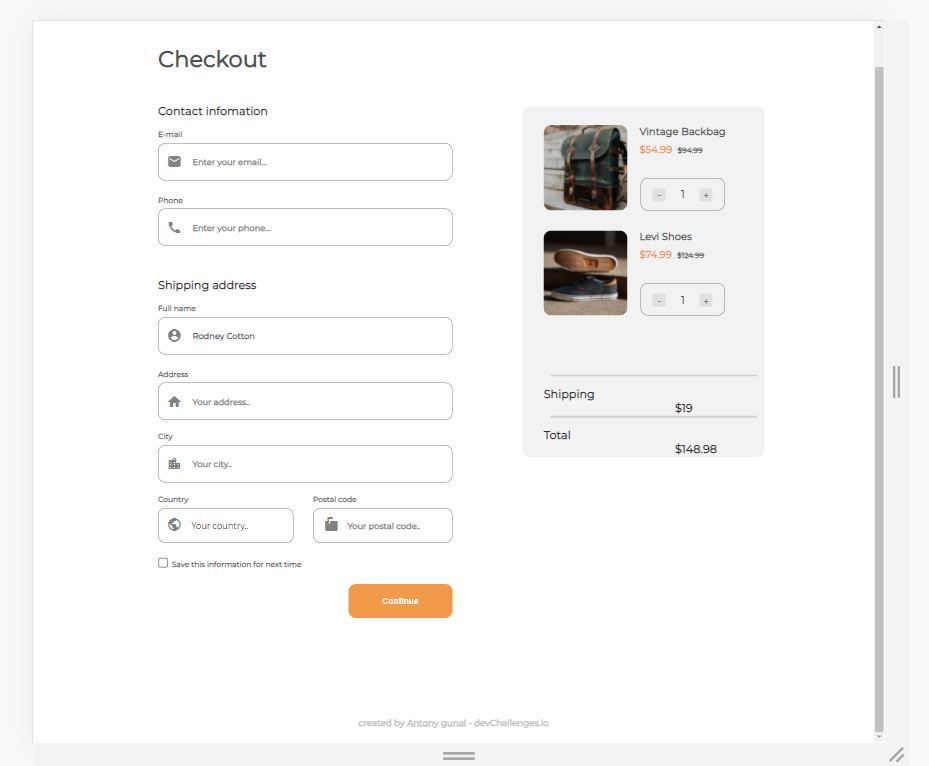 Checkout
Contact infomation
E-mail
Enter your email...
Phone
Enter your phone...
Shipping address
Full name
Rodney Cotton
Address
Your address..
City
Your city..
Country
Postal code
Your country..
Your postal code..
Save this information for next time
Continue
Vintage Backbag
$54.99 $94.99
- 1 +
Levi Shoes
$74.99 $124.99
- 1 +
Shipping
$19
Total
$148.98
created by Antony gunal - devChallenges.io